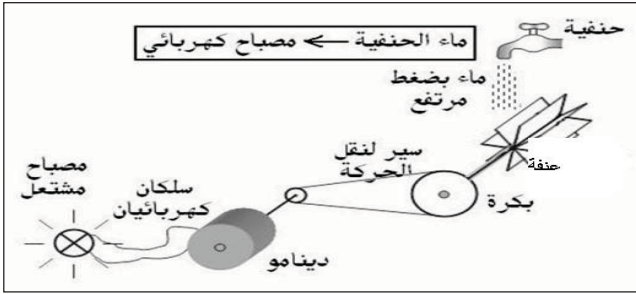 حنفية
ماء الحنفية ← مصباح كهربائي
ماء بضغط
مرتفع
عنفة
سير لنقل
الحركة
بكرة
مصباح
مشتعل
سلكان
كهربائيان
دينامو